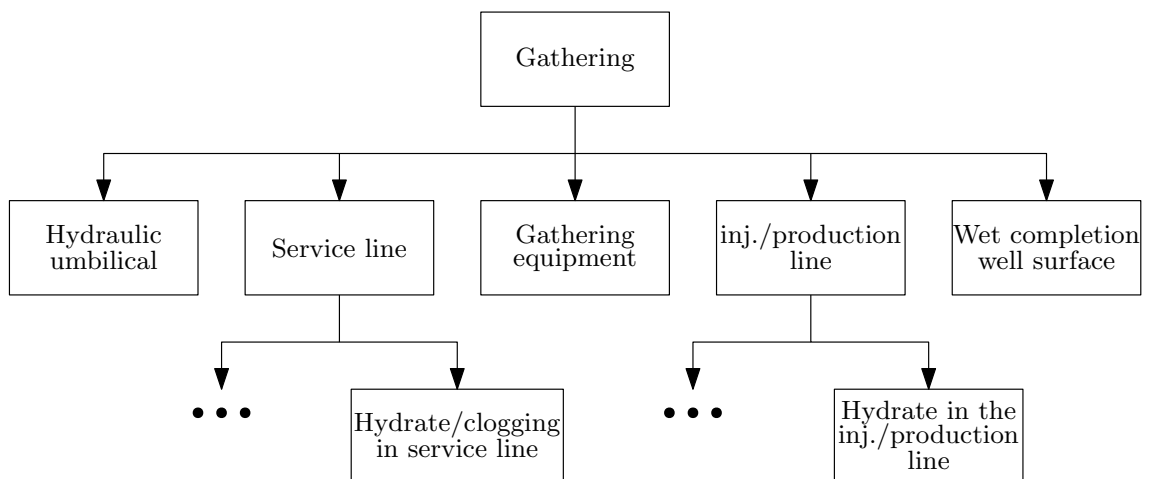 Gathering
Hydraulic
umbilical
Service line
Gathering
equipment
inj./production
line
Wet completion
well surface
Hydrate/clogging
in service line
Hydrate in the
inj./production
line